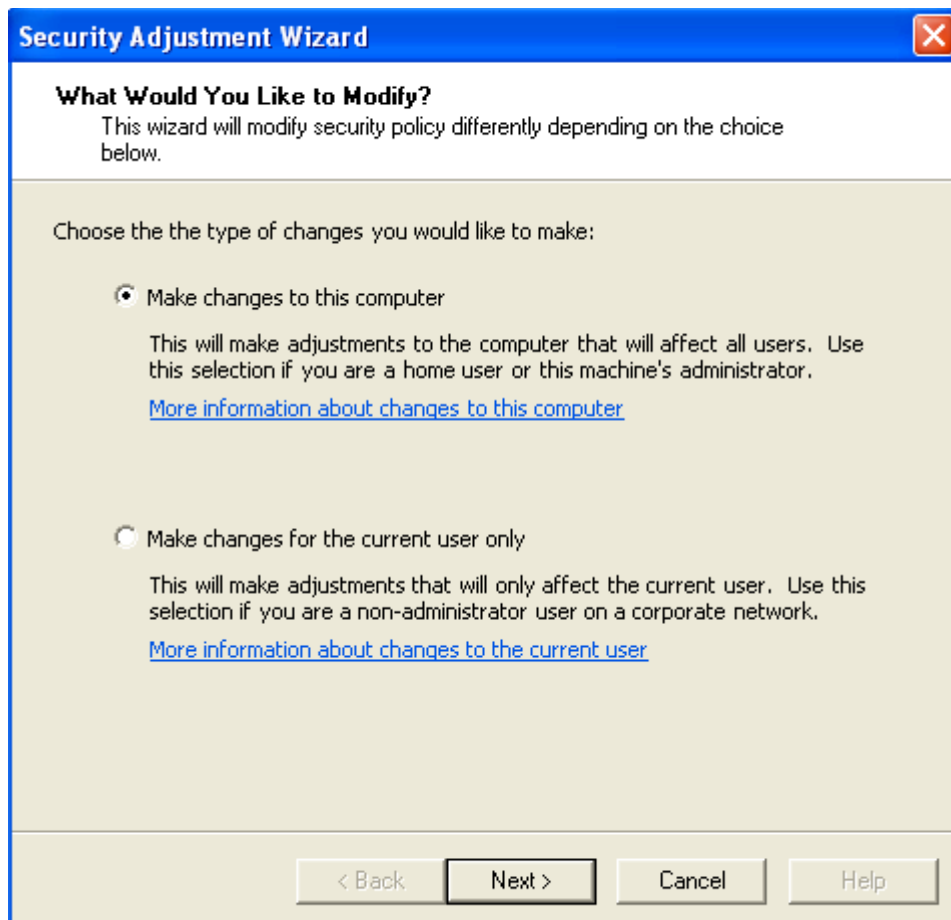 Security Adjustment Wizard
What Would You Like to Modify?
This wizard will modify security policy differently depending on the choice
below.
Choose the the type of changes you would like to make:
Make changes to this computer
This will make adjustments to the computer that will affect all users.  Use
this selection if you are a home user or this machine's administrator.
More information about changes to this computer
Make changes for the current user only
This will make adjustments that will only affect the current user.  Use this
selection if you are a non-administrator user on a corporate network.
More information about changes to the current user
< Back Next > Cancel Help